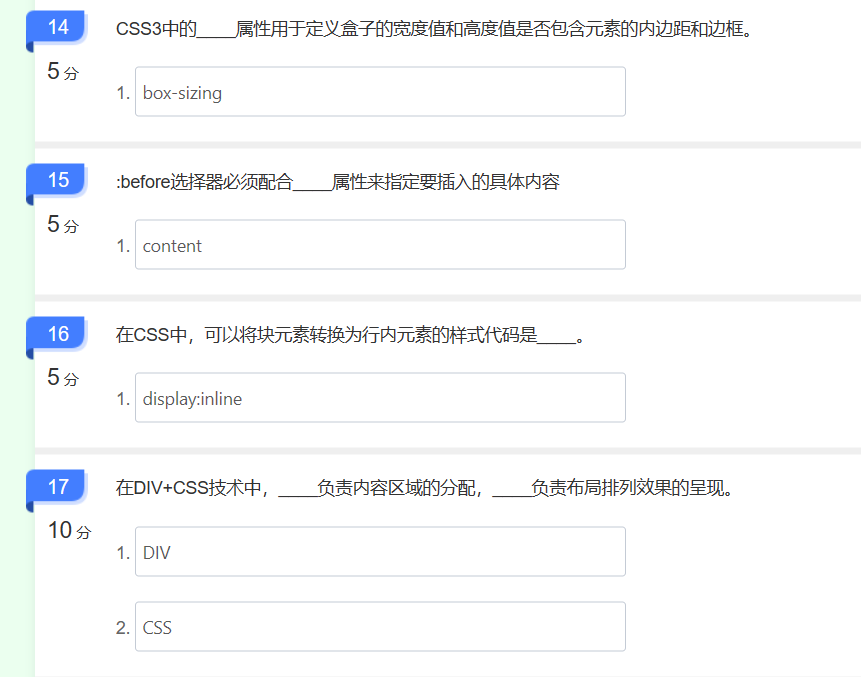 14
CSS3中的____属性用于定义盒子的宽度值和高度值是否包含元素的内边距和边框。
5 分
1. box-sizing
15
:before选择器必须配合____属性来指定要插入的具体内容
5 分
1. content
16
在CSS中，可以将块元素转换为行内元素的样式代码是____。
5 分
1. display:inline
17
在DIV+CSS技术中，____负责内容区域的分配，____负责布局排列效果的呈现。
10 分
1. DIV
2. CSS